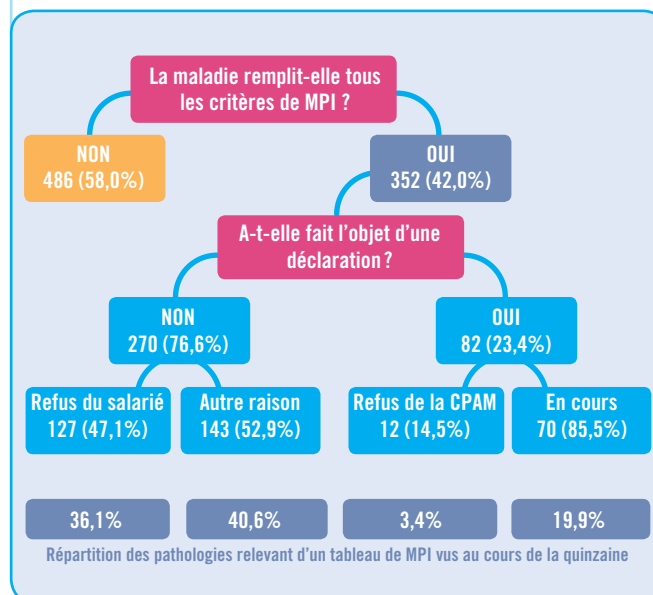 La maladie remplit-elle tous
les critères de MPI ?
NON
486 (58,0%)
OUI
352 (42,0%)
A-t-elle fait l'objet d'une
déclaration ?
NON
270 (76,6%)
OUI
82 (23,4%)
Refus du salarié
127 (47,1%)
Autre raison
143 (52,9%)
Refus de la CPAM
12 (14,5%)
En cours
70 (85,5%)
36,1%
40,6%
3,4%
19,9%
Répartition des pathologies relevant d'un tableau de MPI vus au cours de la quinzaine